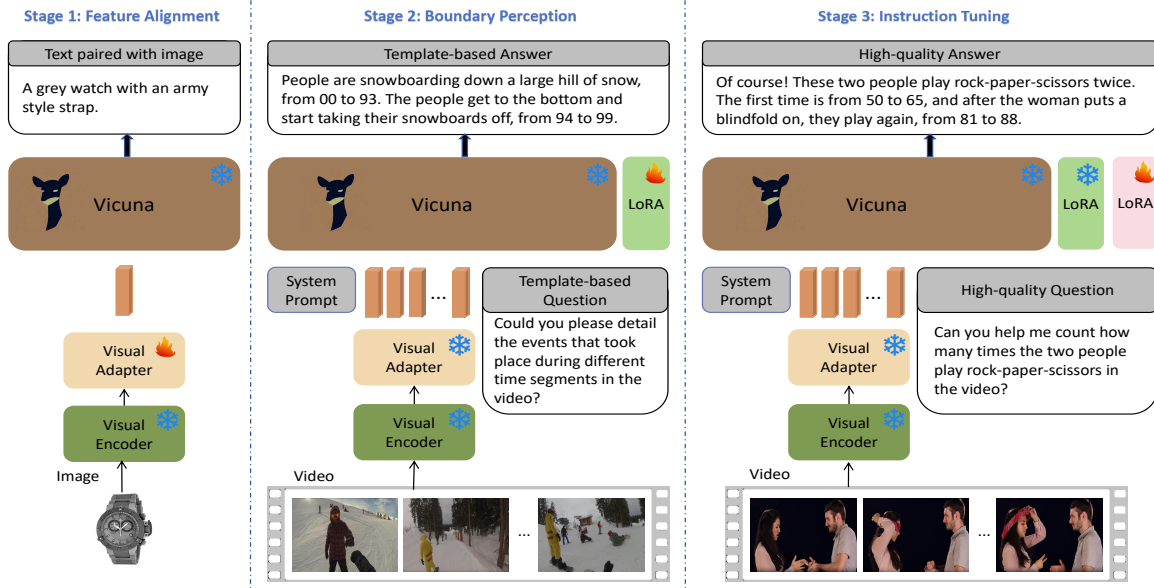 Stage 1: Feature Alignment
Text paired with image
A grey watch with an army
style strap.
Vicuna
Visual
Adapter
Visual
Encoder
Image
Stage 2: Boundary Perception
Template-based Answer
People are snowboarding down a large hill of snow,
from 00 to 93. The people get to the bottom and
start taking their snowboards off, from 94 to 99.
Vicuna
LoRA
System
Prompt
...
Template-based
Question
Could you please detail
the events that took
place during different
time segments in the
video?
Visual
Adapter
Visual
Encoder
Video
...
Stage 3: Instruction Tuning
High-quality Answer
Of course! These two people play rock-paper-scissors twice.
The first time is from 50 to 65, and after the woman puts a
blindfold on, they play again, from 81 to 88.
Vicuna
LoRA
LoRA
System
Prompt
...
High-quality Question
Can you help me count how
many times the two people
play rock-paper-scissors in
the video?
Visual
Adapter
Visual
Encoder
Video
...